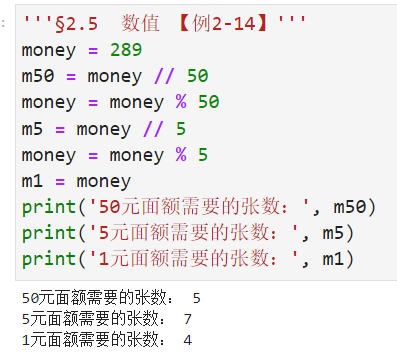 '''§2.5  数值 【例2-14】'''
money = 289
m50 = money // 50
money = money % 50
m5 = money // 5
money = money % 5
m1 = money
print('50元面额需要的张数：', m50)
print('5元面额需要的张数：', m5)
print('1元面额需要的张数：', m1)
50元面额需要的张数： 5
5元面额需要的张数： 7
1元面额需要的张数： 4